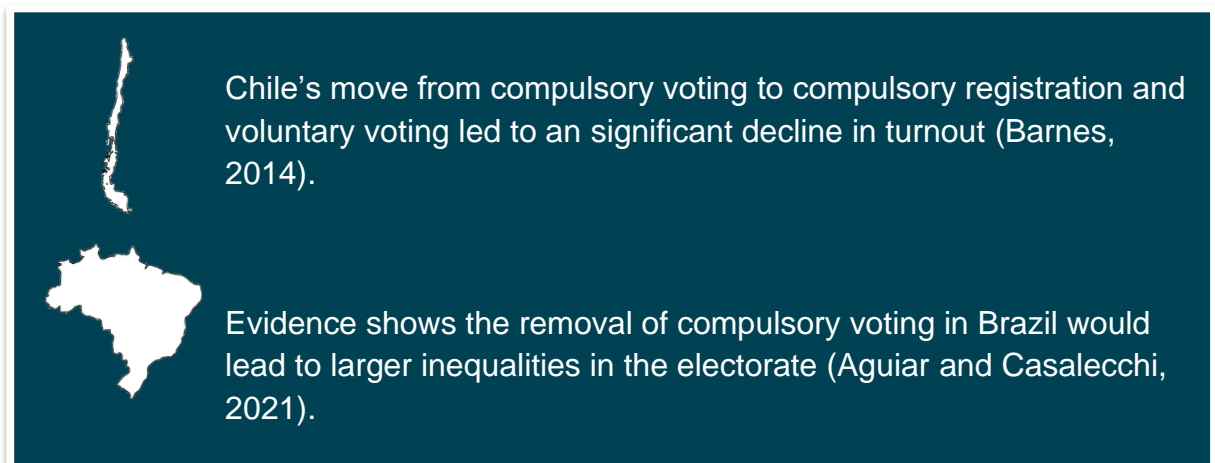 Chile’s move from compulsory voting to compulsory registration and
voluntary voting led to an significant decline in turnout (Barnes,
2014).
Evidence shows the removal of compulsory voting in Brazil would
lead to larger inequalities in the electorate (Aguiar and Casalecchi,
2021).